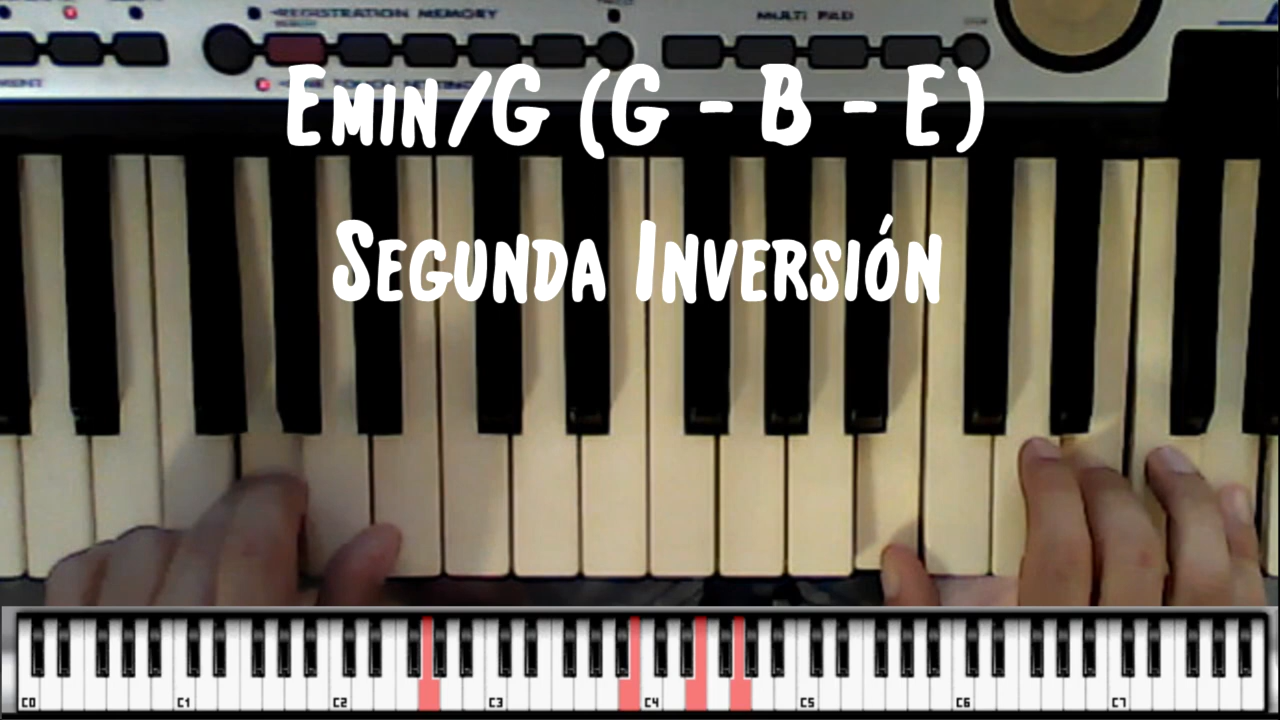 REGISTRATION MEMORY
MULTI PAD
Emin/G (G - B - E)
Segunda Inversión
C0 C1 C2 C3 C4 C5 C6 C7